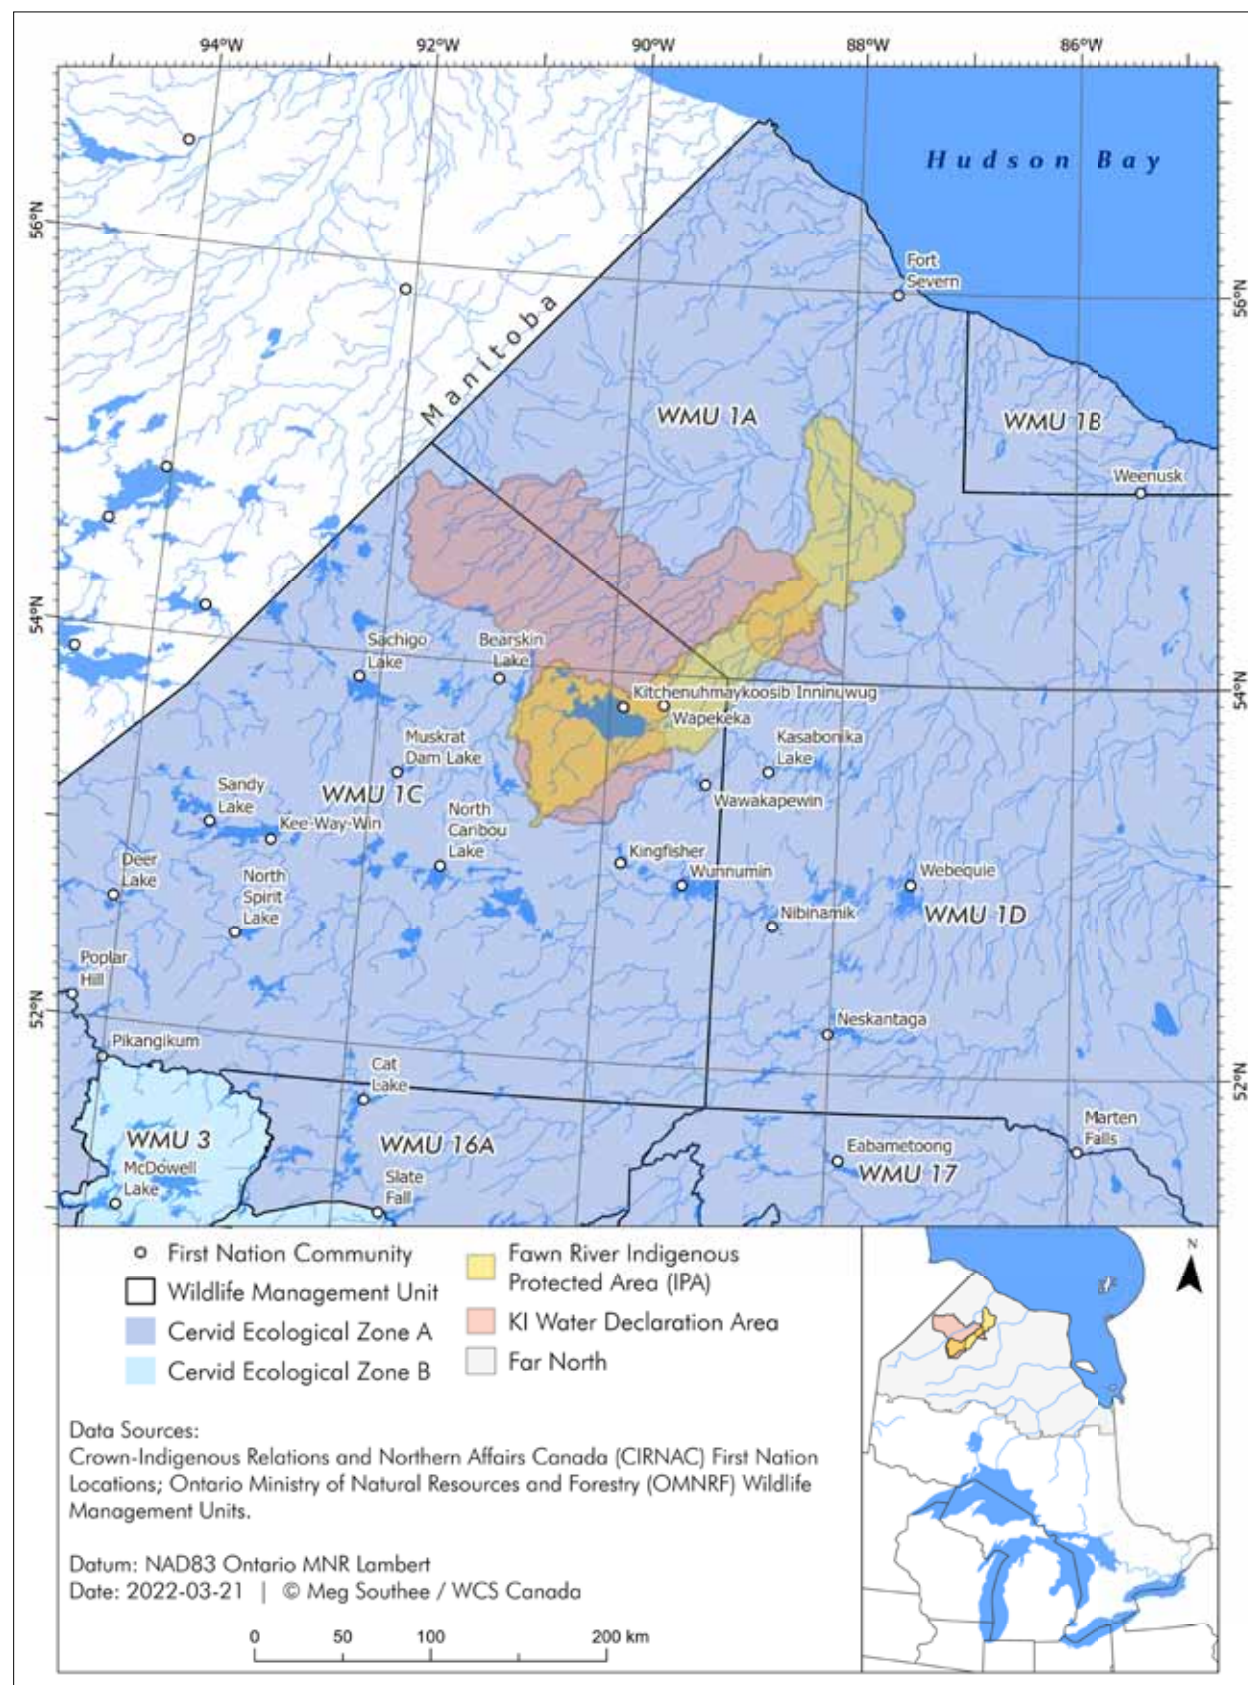 94°W
92°W
90°W
88°W
86°W
Hudson Bay
56°N
Fort
Severn
56°N
Manitoba
WMU 1A
WMU 1B
Weenusk
54°N
Sachigo
Lake
Bearskin
Lake
Kitchenuhmaykoosib Inninuwug
54°N
Wapekeka
Muskrat
Dam Lake
Kasabonika
Lake
WMU 1C
Sandy
Lake
Kee-Way-Win
North
Caribou
Lake
Wawakapewin
Deer
Lake
North
Spirit
Lake
Kingfisher
Wunnumin
Webequie
Nibinamik
WMU 1D
Poplar
Hill
52°N
Neskantaga
Pikangikum
Cat
Lake
52°N
WMU 3
McDowell
Lake
WMU 16A
Slate
Fall
Eabametoong
WMU 17
Marten
Falls
First Nation Community
Wildlife Management Unit
Cervid Ecological Zone A
Cervid Ecological Zone B
Fawn River Indigenous
Protected Area (IPA)
KI Water Declaration Area
Far North
N
Data Sources:
Crown-Indigenous Relations and Northern Affairs Canada (CIRNAC) First Nation
Locations; Ontario Ministry of Natural Resources and Forestry (OMNRF) Wildlife
Management Units.
Datum: NAD83 Ontario MNR Lambert
Date: 2022-03-21 | © Meg Southee / WCS Canada
0 50 100 200 km